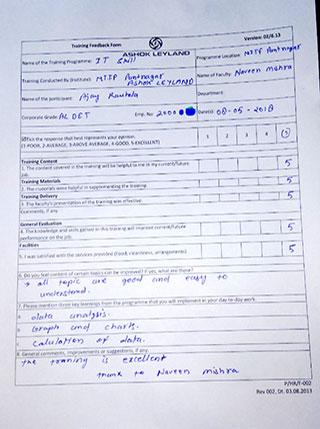 Version: 02/8.13
Training Feedback Form
ASHOK LEYLAND
Name of the Training Programme: IT Skill
Programme Location: MITP Pantnagar
Training Conducted By (Institute): MITP Pantnagar
Ashok LEYLAND
Name of Faculty: Naveen mishra
Name of the participant: Ajay Rautela
Department:
Corporate Grade: AL DET
Emp. No: 2000
Date(s): 08-05-2018
Tick the response that best represents your opinion.
(1-POOR, 2-AVERAGE, 3-ABOVE AVERAGE, 4-GOOD, 5-EXCELLENT)
1 2 3 4 5
Training Content
1. The content covered in the training will be helpful to me in my current/future job. 5
Training Materials
2. The materials were helpful in supplementing the training. 5
Training Delivery
3. The faculty's presentation of the training was effective. 5
Comments, if any
General Evaluation
4. The knowledge and skills gained in this training will improve current/future
performance on the job. 5
Facilities
5. I was satisfied with the services provided (Food, cleanliness, arrangements) 5
6. Do you feel content of certain topics can be improved? If yes, what are those?
→ all topic are good and easy to
understand.
7. Please mention three key learnings from the programme that you will implement in your day-to-day work.
a data analysis.
b Graph and charts.
c Calculation of data.
8. General comments, improvements or suggestions, if any.
the training is excellent
thank to Naveen mishra
P/HR/F-002
Rev 002, Dt. 03.08.2013